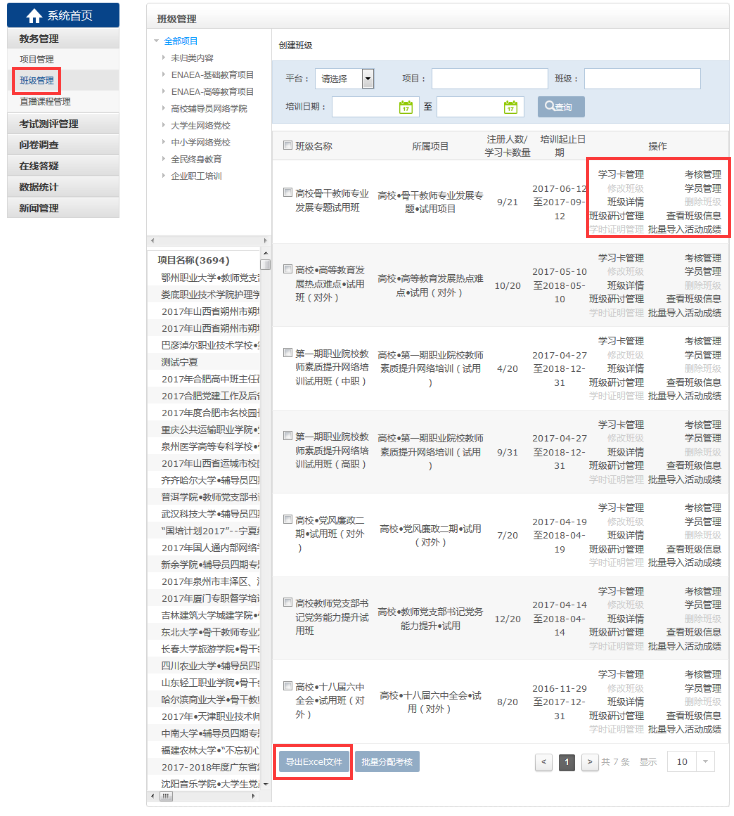 系统首页
教务管理
项目管理
班级管理
直播课程管理
考试测评管理
问卷调查
在线答疑
数据统计
新闻管理
班级管理
全部项目
未归类内容
ENAEA-基础教育项目
ENAEA-高等教育项目
高校辅导员网络学院
大学生网络党校
中小学网络党校
全民终身教育
企业职工培训
项目名称(3694)
鄂州职业大学•教师党支
娄底职业技术学院护理学
2017年山西省朔州市朔
2017年山西省朔州市朔
巴彦淖尔职业技术学校•
测试宁夏
2017年合肥高中班主任
2017合肥党建工作及后
2017年度合肥市名校园
重庆公共运输职业学院•
泉州医学高等专科学校•
2017年山西省运城市校
齐齐哈尔大学•辅导员四
普洱学院•教师党支部书
武汉科技大学•辅导员四
“国培计划2017”--宁夏
2017年国人通内部网络
新余学院•辅导员四期专
2017年泉州市丰泽区、
2017年厦门专职督学培
吉林建筑大学城建学院•
东北大学•骨干教师专业
长春大学旅游学院•骨干
四川农业大学•辅导员四
山东轻工职业学院•骨干
哈尔滨商业大学•骨干教
2017年•天津职业技术师
中南大学•辅导员四期专
福建农林大学•“不忘初心
2017-2018年度广东省
沈阳音乐学院•大学生党
创建班级
平台： 请选择 项目： 班级：
培训日期： 至 查询
班级名称 所属项目 注册人数/ 培训起止日 操作
学习卡数量 期
高校骨干教师专业 高校•骨干教师专业发展专 9/21 2017-06-12 学习卡管理 考核管理
发展专题试用班 题•试用项目 至2017-09- 修改班级 学员管理
12 班级详情 删除班级
班级研讨管理 查看班级信息
学时证明管理 批量导入活动成绩
高校•高等教育发 高校•高等教育发展热点难 10/20 2017-05-10 学习卡管理 考核管理
展热点难点•试用 点•试用（对外） 至2018-05- 修改班级 学员管理
班（对外） 10 班级详情 删除班级
班级研讨管理 查看班级信息
学时证明管理 批量导入活动成绩
第一期职业院校教 高校•第一期职业院校教师 4/20 2017-04-27 学习卡管理 考核管理
师素质提升网络培 素质提升网络培训（试用 至2018-12- 修改班级 学员管理
训试用班（中职） ） 31 班级详情 删除班级
班级研讨管理 查看班级信息
学时证明管理 批量导入活动成绩
第一期职业院校教 高校•第一期职业院校教师 9/31 2017-04-27 学习卡管理 考核管理
师素质提升网络培 素质提升网络培训（试用 至2018-12- 修改班级 学员管理
训试用班（高职） ） 31 班级详情 删除班级
班级研讨管理 查看班级信息
学时证明管理 批量导入活动成绩
高校•党风廉政二 高校•党风廉政二期•试用 7/20 2017-04-19 学习卡管理 考核管理
期•试用班（对外 （对外） 至2018-04- 修改班级 学员管理
） 19 班级详情 删除班级
班级研讨管理 查看班级信息
学时证明管理 批量导入活动成绩
高校教师党支部书 高校•教师党支部书记党务 12/20 2017-04-14 学习卡管理 考核管理
记党务能力提升试 能力提升•试用 至2018-04- 修改班级 学员管理
用班 14 班级详情 删除班级
班级研讨管理 查看班级信息
学时证明管理 批量导入活动成绩
高校•十八届六中 高校•十八届六中全会•试 8/20 2016-11-29 学习卡管理 考核管理
全会•试用班（对 用（对外） 至2017-12- 修改班级 学员管理
外） 31 班级详情 删除班级
班级研讨管理 查看班级信息
学时证明管理 批量导入活动成绩
导出Excel文件 批量分配考核 < 1 > 共 7 条 显示 10